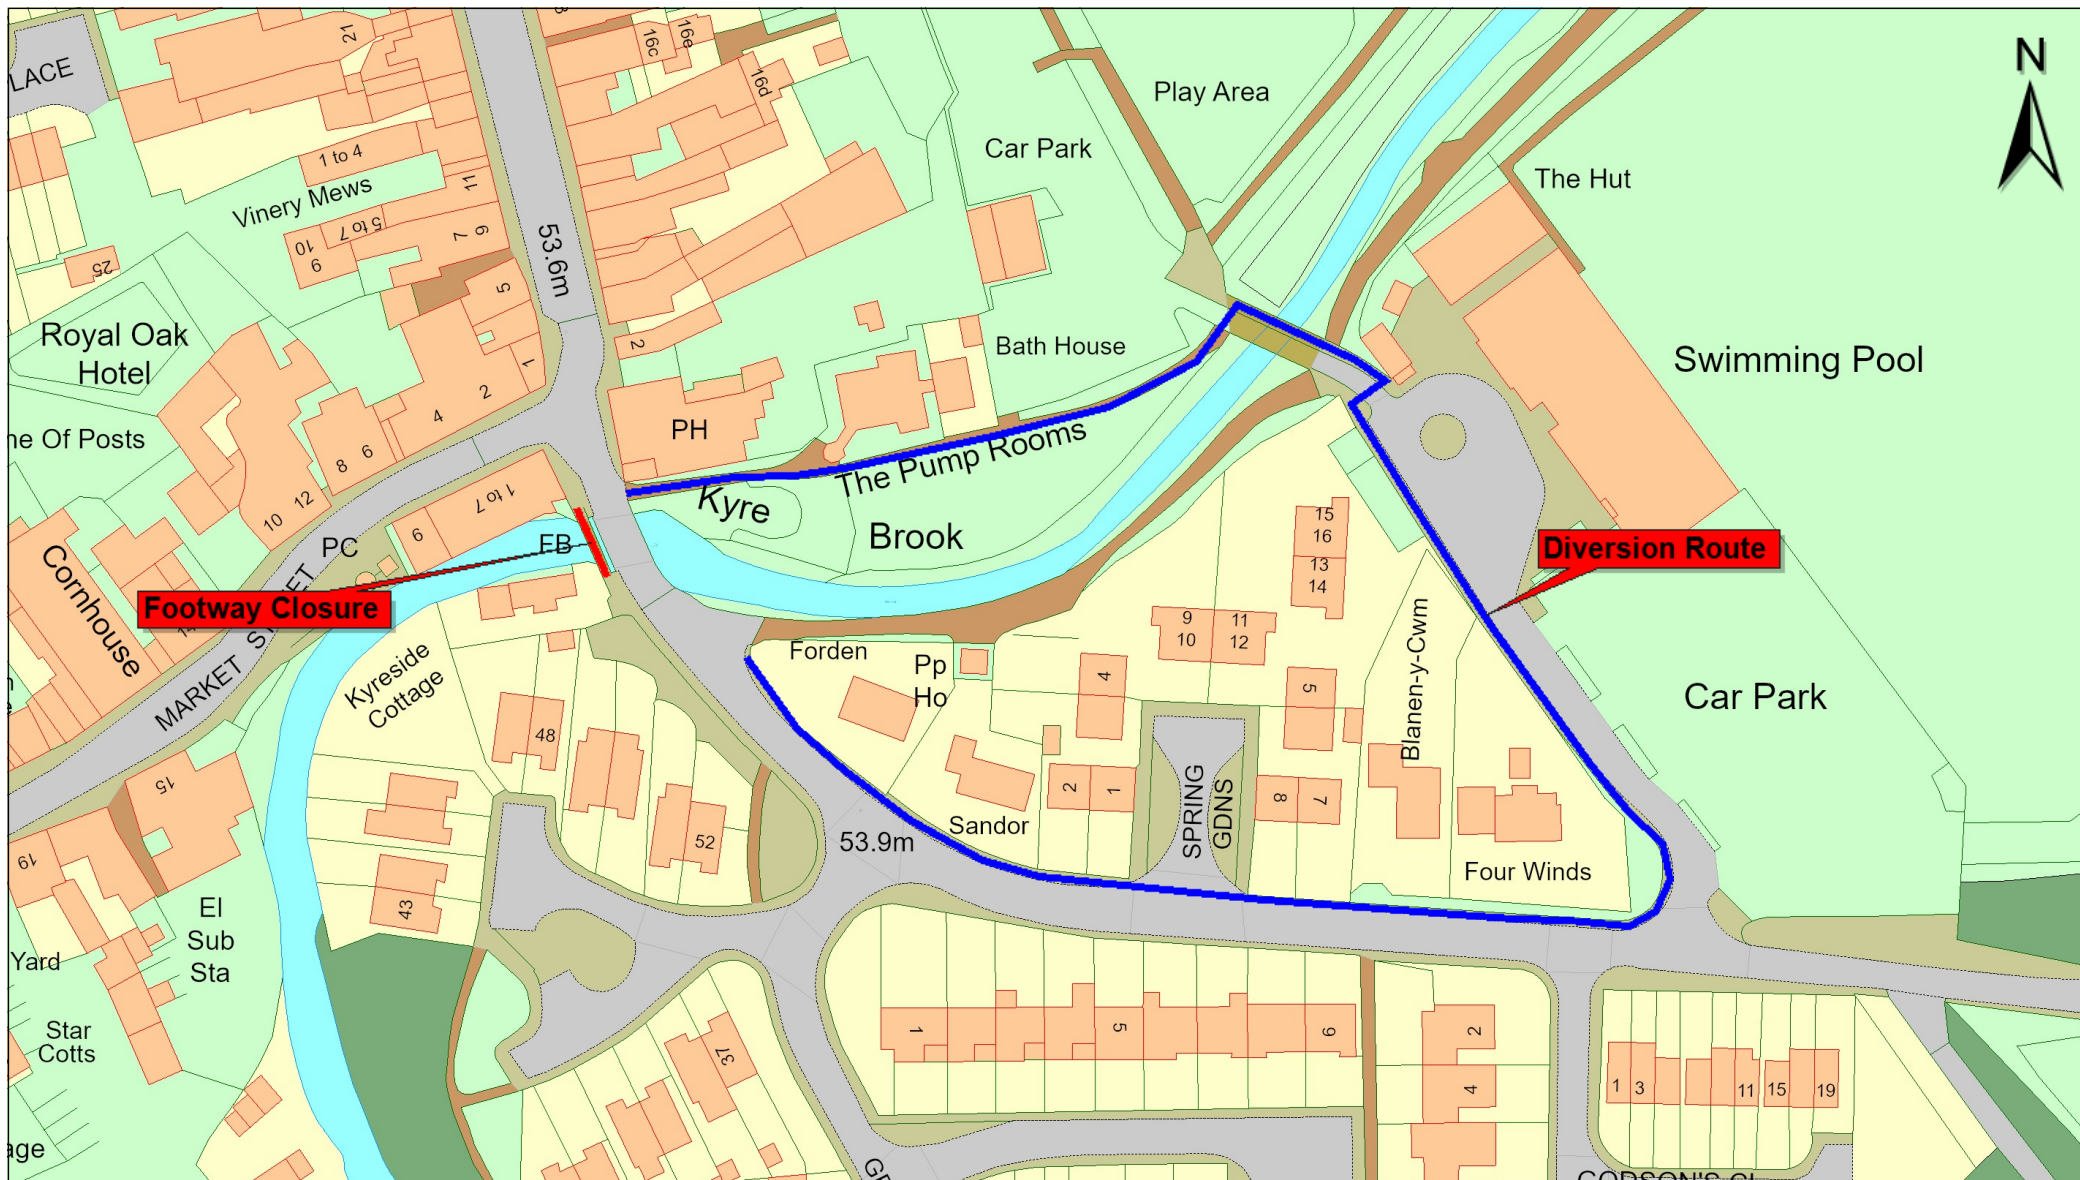 LACE
21
16c
16e
16d
N
Play Area
Car Park
The Hut
1 to 4
Vinery Mews
11
5 to 7
10
9
6
7
25
5
53.6m
Royal Oak
Hotel
1
2
2
4
Bath House
Swimming Pool
PH
8
6
10
12
1 to 7
6
The Pump Rooms
Kyre
Brook
PC
FB
Cornhouse
MARKET STREET
Footway Closure
Diversion Route
15
16
13
14
9
10
11
12
Kyreside
Cottage
Forden
Pp
Ho
4
5
Blanen-y-Cwm
Car Park
48
52
43
15
19
Sandor
2
1
SPRING
GDNS
8
7
53.9m
Four Winds
El
Sub
Sta
Yard
Star
Cotts
37
1
5
9
2
4
1
3
11
15
19